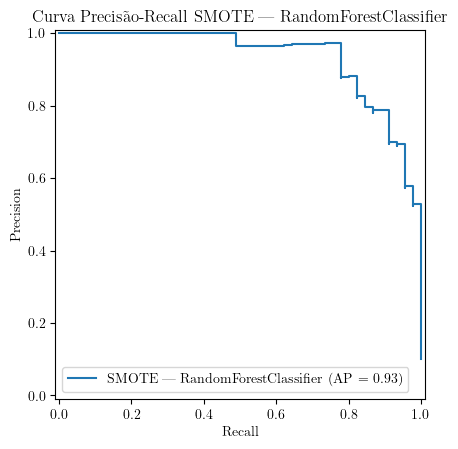 Curva Precisão-Recall SMOTE — RandomForestClassifier
1.0
0.8
0.6
0.4
0.2
0.0
Precision
SMOTE — RandomForestClassifier (AP = 0.93)
0.0 0.2 0.4 0.6 0.8 1.0
Recall